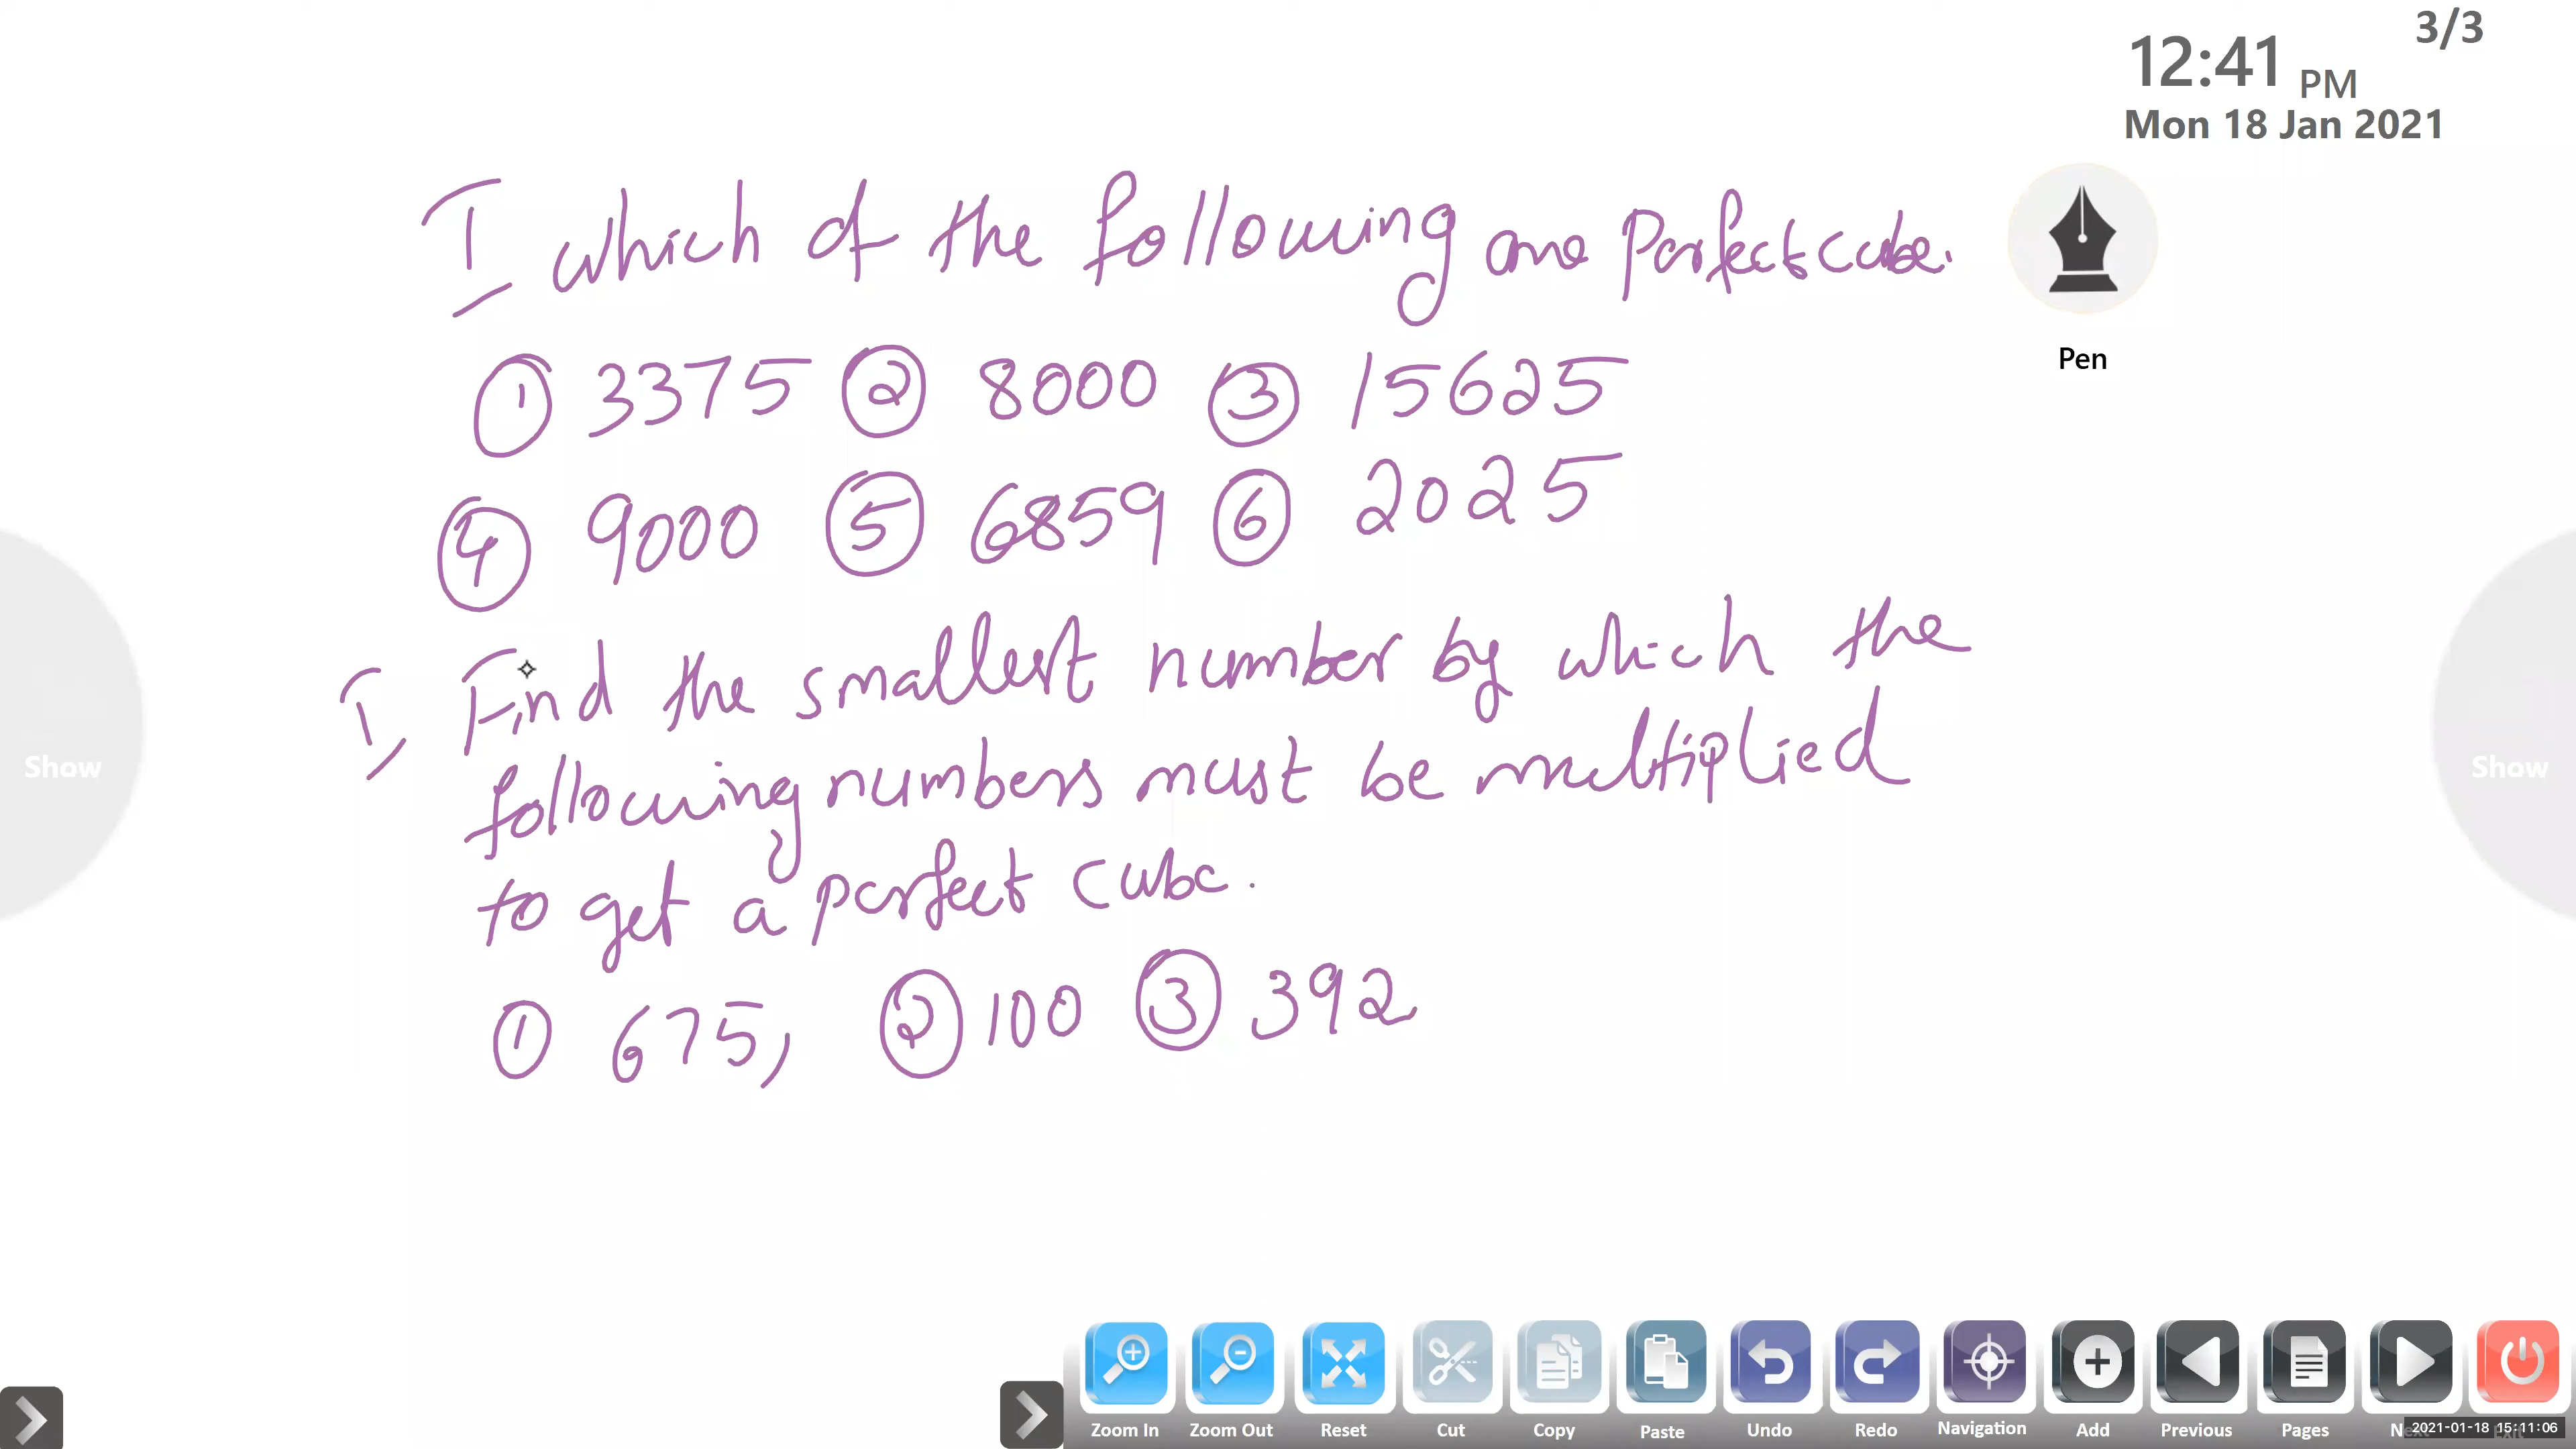 3/3
12:41 PM
Mon 18 Jan 2021
Pen
I which of the following are Perfect cube.
① 3375 ② 8000 ③ 15625
④ 9000 ⑤ 6859 ⑥ 2025
I, Find the smallest number by which the
following numbers must be multiplied
to get a perfect cube.
① 675, ② 100 ③ 392
Show
Show
Zoom In Zoom Out Reset Cut Copy Paste Undo Redo Navigation Add Previous Pages
2021-01-18 15:11:06